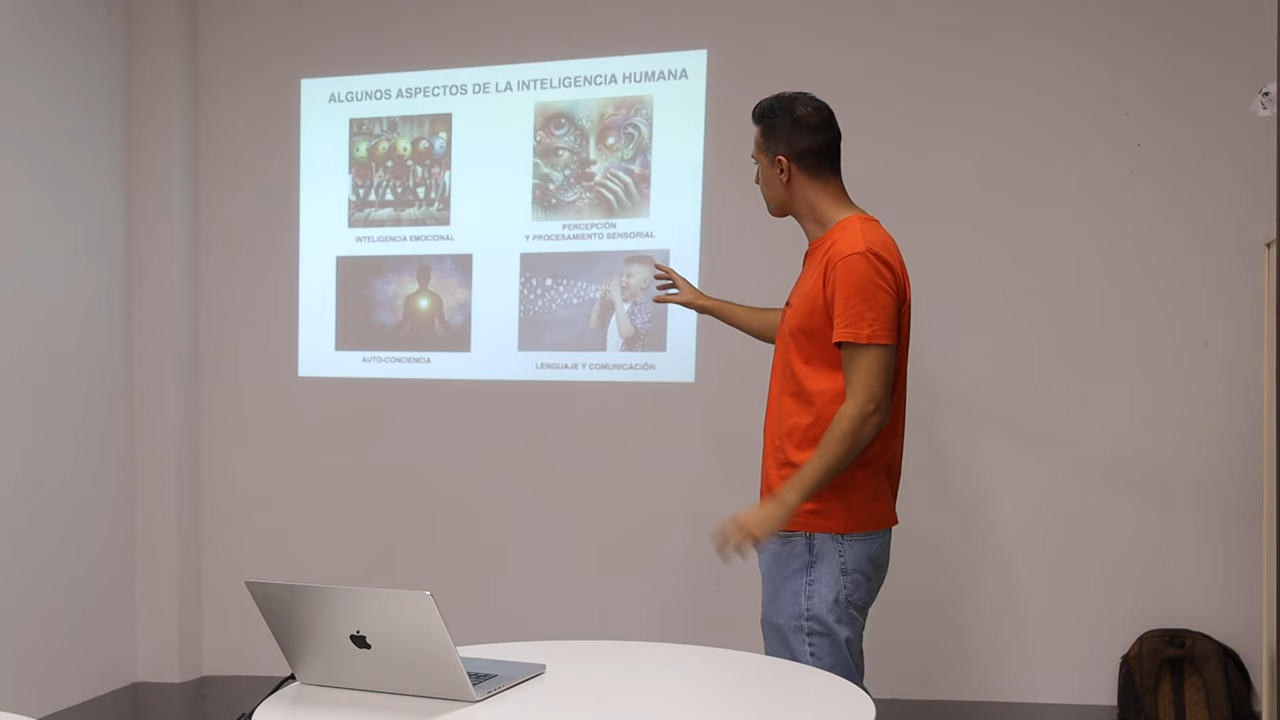 ALGUNOS ASPECTOS DE LA INTELIGENCIA HUMANA
INTELIGENCIA EMOCIONAL
PERCEPCIÓN
Y PROCESAMIENTO SENSORIAL
AUTO-CONCIENCIA
LENGUAJE Y COMUNICACIÓN